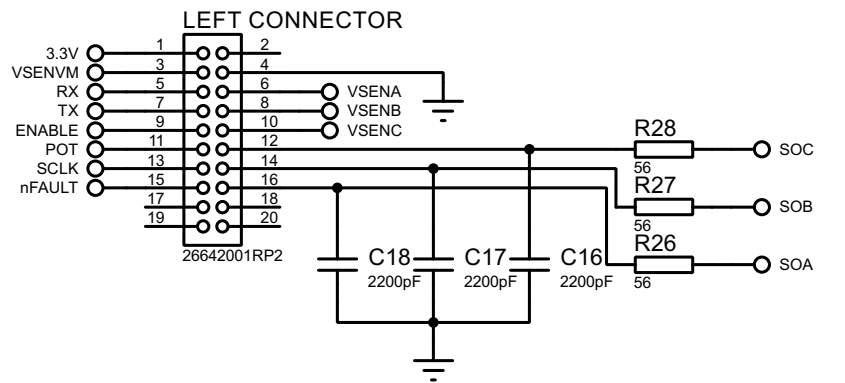 LEFT CONNECTOR
3.3V 1 2
VSENVM 3 4
RX 5 6 VSENA
TX 7 8 VSENB
ENABLE 9 10 VSENC
POT 11 12
SCLK 13 14
nFAULT 15 16
17 18
19 20
26642001RP2
R28
56
SOC
R27
56
SOB
R26
56
SOA
C18
2200pF
C17
2200pF
C16
2200pF